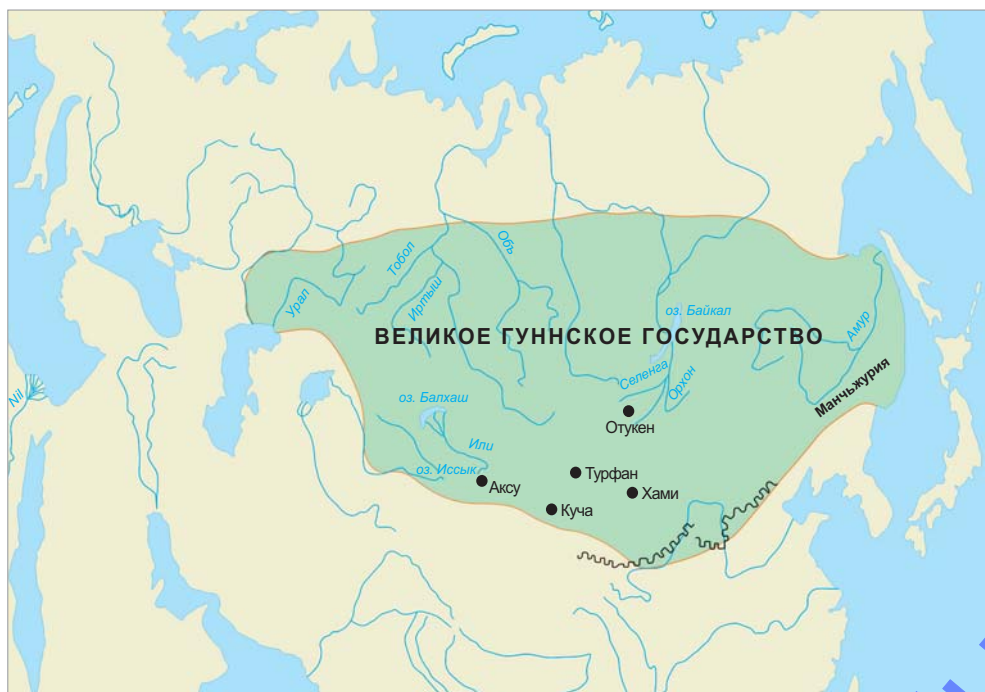 Обь
Тобол
Иртыш
Урал
оз. Байкал
ВЕЛИКОЕ ГУННСКОЕ ГОСУДАРСТВО
Амур
Селенга
Орхон
Манчьжурия
Nil
оз. Балхаш
Отукен
Или
оз. Иссык
Турфан
Аксу
Хами
Куча